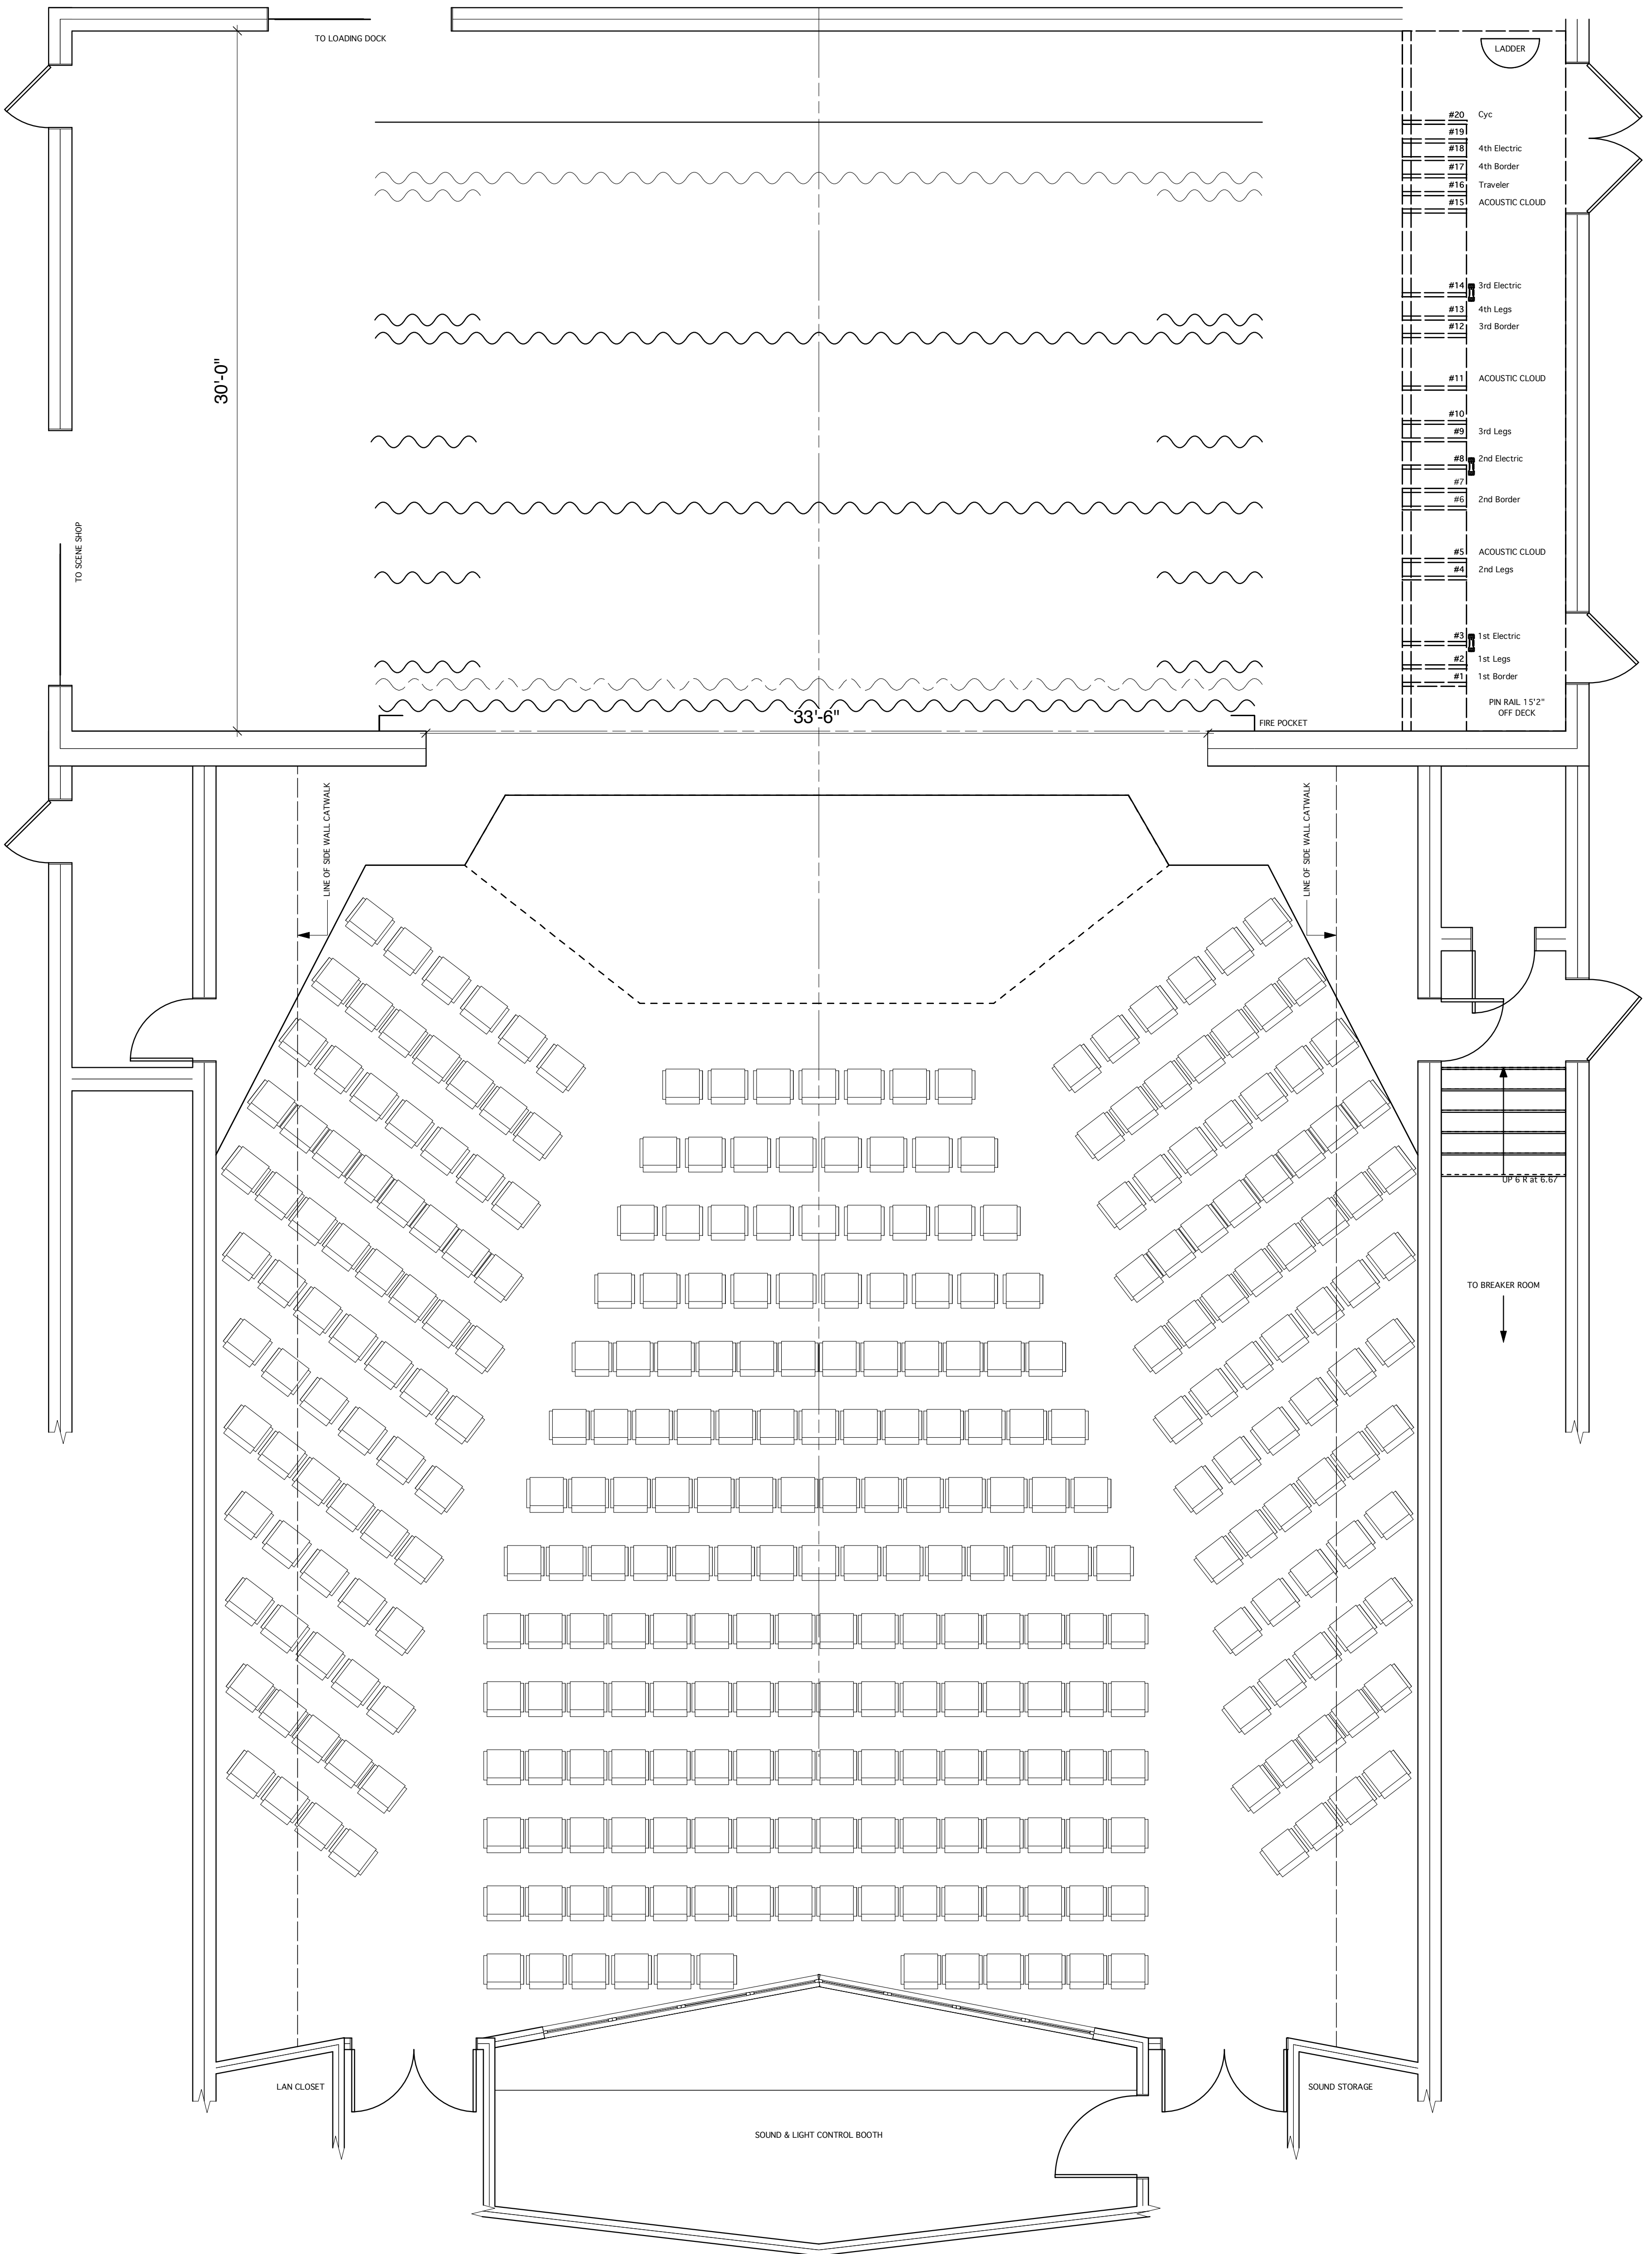 TO LOADING DOCK
LADDER
#20 Cyc
#19
#18 4th Electric
#17 4th Border
#16 Traveler
#15 ACOUSTIC CLOUD
#14 3rd Electric
#13 4th Legs
#12 3rd Border
#11 ACOUSTIC CLOUD
#10
#9 3rd Legs
#8 2nd Electric
#7
#6 2nd Border
#5 ACOUSTIC CLOUD
#4 2nd Legs
#3 1st Electric
#2 1st Legs
#1 1st Border
PIN RAIL 15'2"
OFF DECK
30'-0"
TO SCENE SHOP
33'-6"
FIRE POCKET
LINE OF SIDE WALL CATWALK
LINE OF SIDE WALL CATWALK
UP 6 R at 6.67
TO BREAKER ROOM
LAN CLOSET
SOUND STORAGE
SOUND & LIGHT CONTROL BOOTH